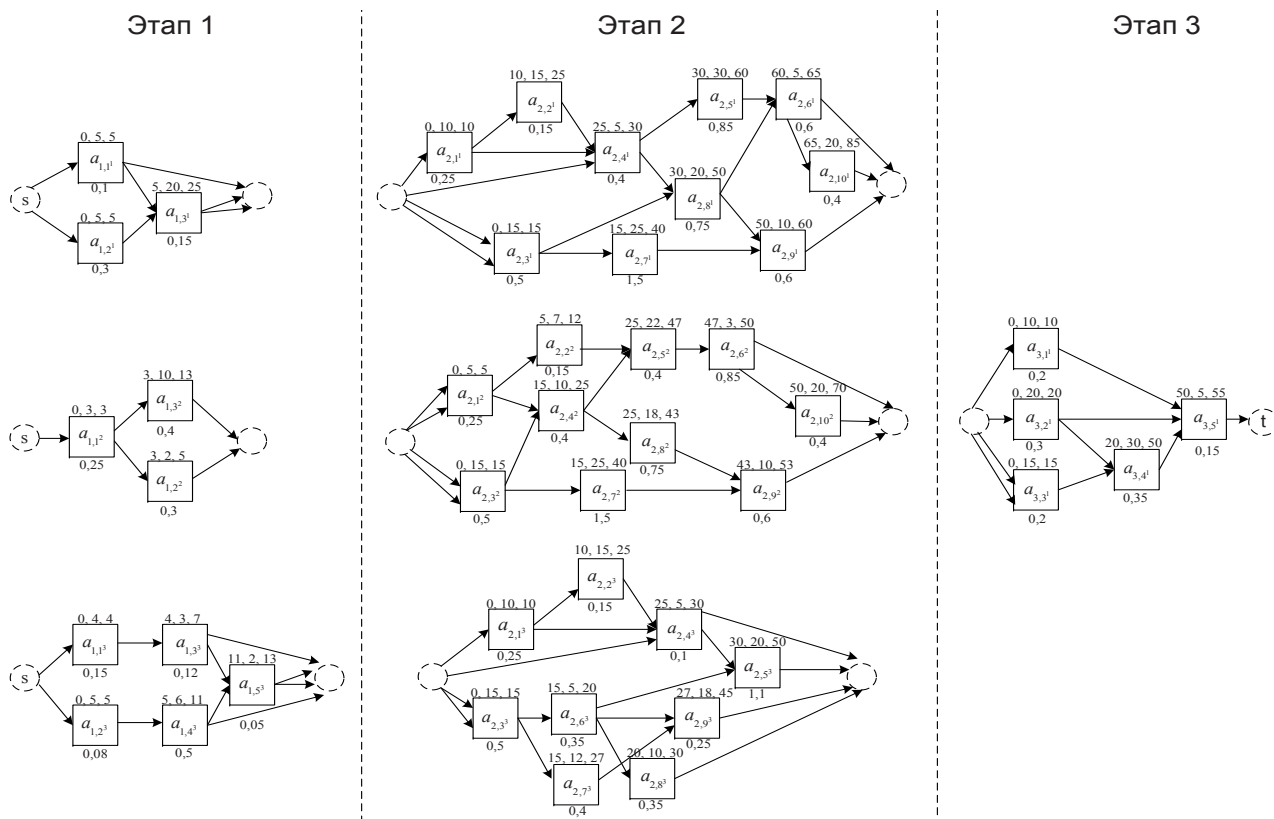 Этап 1
Этап 2
Этап 3
0, 5, 5
s
a1,1¹
0,1
5, 20, 25
a1,3¹
0,15
0, 5, 5
a1,2¹
0,3
3, 10, 13
a1,3²
0,4
0, 3, 3
s
a1,1²
0,25
3, 2, 5
a1,2²
0,3
0, 4, 4
a1,1³
0,15
4, 3, 7
a1,3³
0,12
s
11, 2, 13
a1,5³
0,05
0, 5, 5
a1,2³
0,08
5, 6, 11
a1,4³
0,5
10, 15, 25
a2,2¹
0,15
30, 30, 60
a2,5¹
0,85
60, 5, 65
a2,6¹
0,6
0, 10, 10
a2,1¹
0,25
25, 5, 30
a2,4¹
0,4
65, 20, 85
a2,10¹
0,4
30, 20, 50
a2,8¹
0,75
0, 15, 15
a2,3¹
0,5
15, 25, 40
a2,7¹
1,5
50, 10, 60
a2,9¹
0,6
5, 7, 12
a2,2²
0,15
25, 22, 47
a2,5²
0,4
47, 3, 50
a2,6²
0,85
0, 5, 5
a2,1²
0,25
15, 10, 25
a2,4²
0,4
50, 20, 70
a2,10²
0,4
25, 18, 43
a2,8²
0,75
0, 15, 15
a2,3²
0,5
15, 25, 40
a2,7²
1,5
43, 10, 53
a2,9²
0,6
10, 15, 25
a2,2³
0,15
0, 10, 10
a2,1³
0,25
25, 5, 30
a2,4³
0,1
30, 20, 50
a2,5³
1,1
0, 15, 15
a2,3³
0,5
15, 5, 20
a2,6³
0,35
27, 18, 45
a2,9³
0,25
15, 12, 27
a2,7³
0,4
20, 10, 30
a2,8³
0,35
0, 10, 10
a3,1¹
0,2
0, 20, 20
a3,2¹
0,3
50, 5, 55
a3,5¹
0,15
t
0, 15, 15
a3,3¹
0,2
20, 30, 50
a3,4¹
0,35